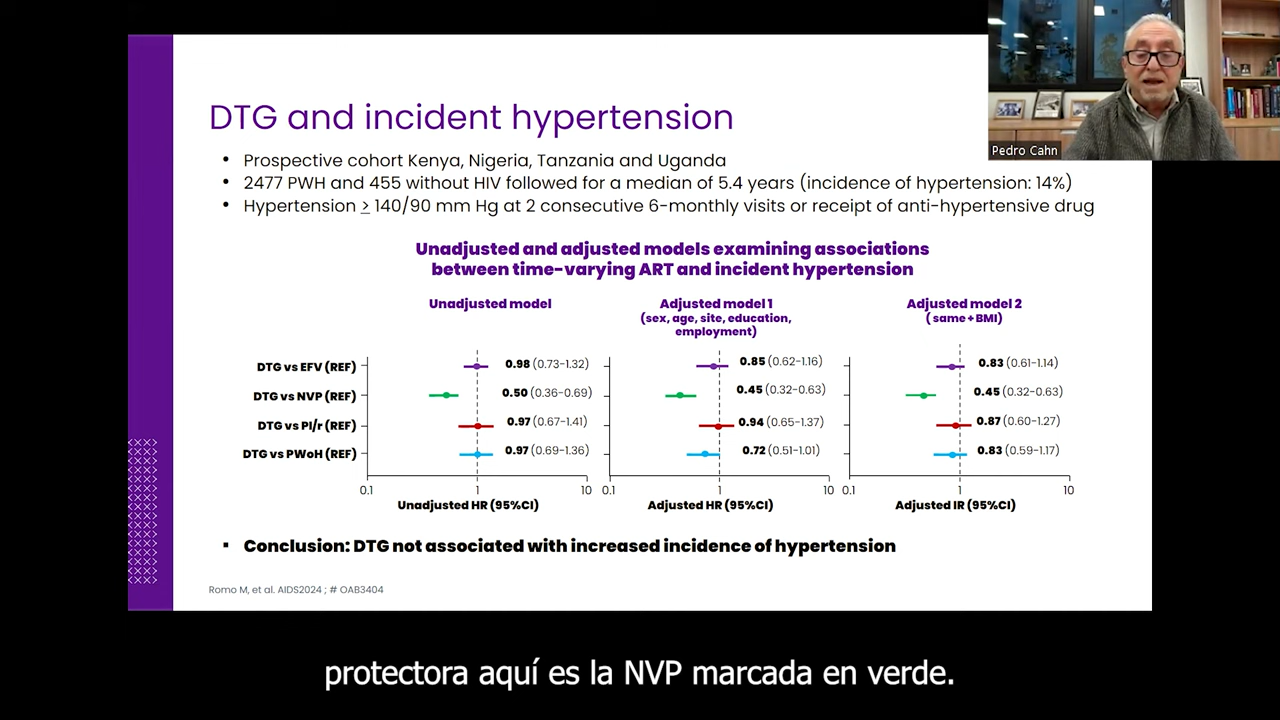 DTG and incident hypertension
Pedro Cahn
• Prospective cohort Kenya, Nigeria, Tanzania and Uganda
• 2477 PWH and 455 without HIV followed for a median of 5.4 years (incidence of hypertension: 14%)
• Hypertension > 140/90 mm Hg at 2 consecutive 6-monthly visits or receipt of anti-hypertensive drug
Unadjusted and adjusted models examining associations
between time-varying ART and incident hypertension
Unadjusted model
DTG vs EFV (REF)
DTG vs NVP (REF)
DTG vs PI/r (REF)
DTG vs PWoH (REF)
0.98 (0.73-1.32)
0.50 (0.36-0.69)
0.97 (0.67-1.41)
0.97 (0.69-1.36)
0.1 1 10
Unadjusted HR (95%CI)
Adjusted model 1
(sex, age, site, education,
employment)
0.85 (0.62-1.16)
0.45 (0.32-0.63)
0.94 (0.65-1.37)
0.72 (0.51-1.01)
0.1 1 10
Adjusted HR (95%CI)
Adjusted model 2
( same + BMI)
0.83 (0.61-1.14)
0.45 (0.32-0.63)
0.87 (0.60-1.27)
0.83 (0.59-1.17)
0.1 1 10
Adjusted IR (95%CI)
▪ Conclusion: DTG not associated with increased incidence of hypertension
Romo M, et al. AIDS2024 ; # OAB3404
protectora aquí es la NVP marcada en verde.